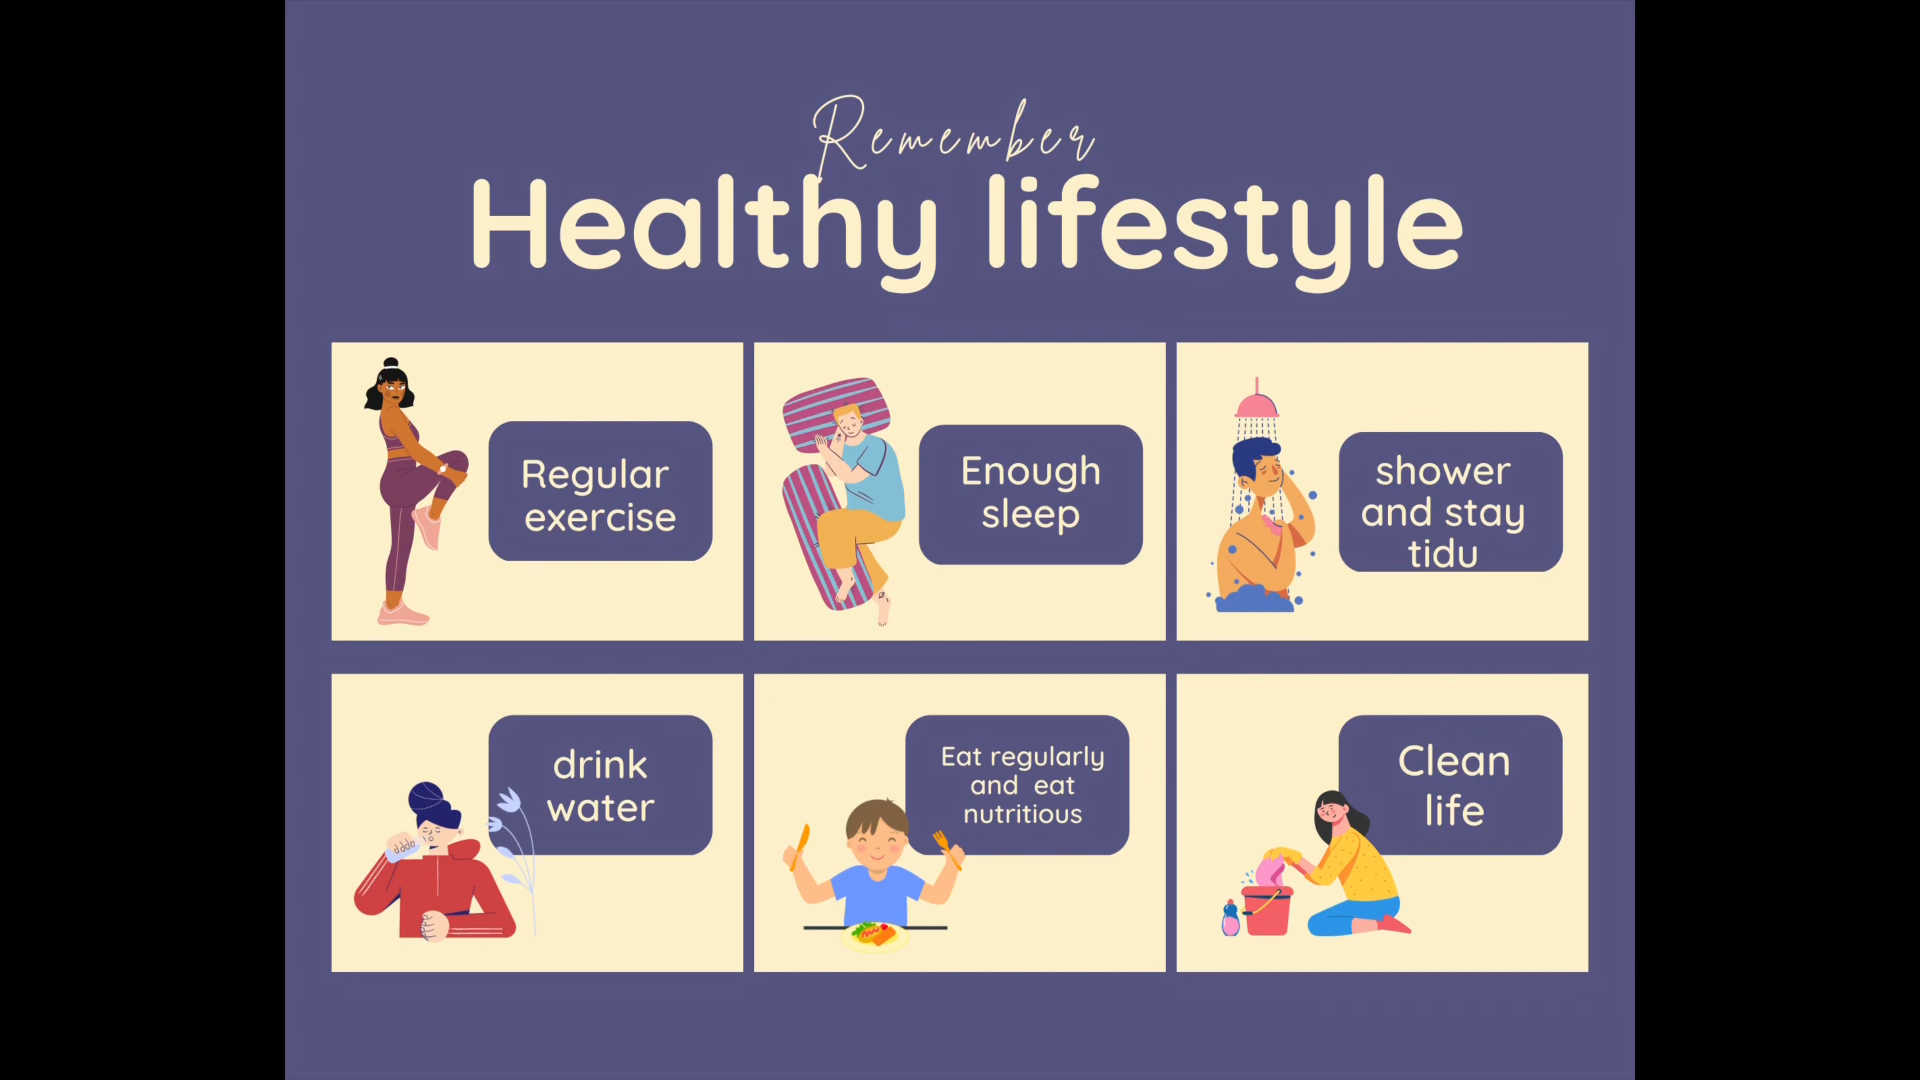 Remember
Healthy lifestyle
Regular
exercise
Enough
sleep
shower
and stay
tidu
drink
water
Eat regularly
and eat
nutritious
Clean
life